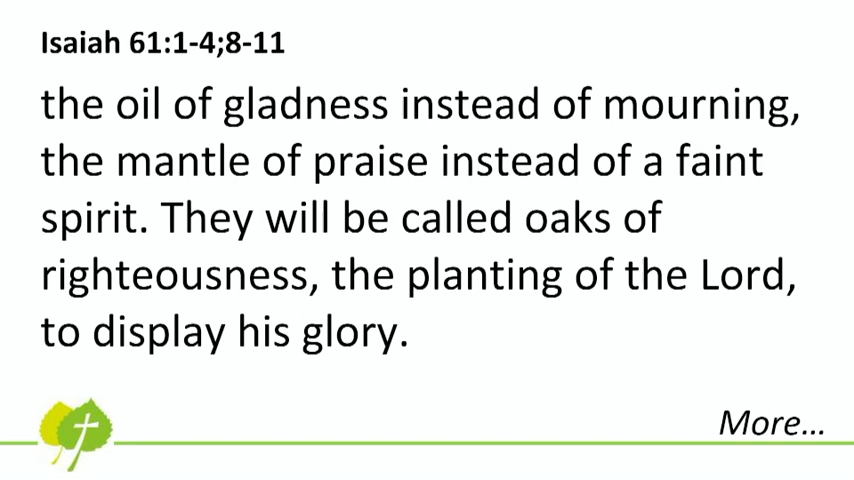 Isaiah 61:1-4;8-11
the oil of gladness instead of mourning,
the mantle of praise instead of a faint
spirit. They will be called oaks of
righteousness, the planting of the Lord,
to display his glory.
More...